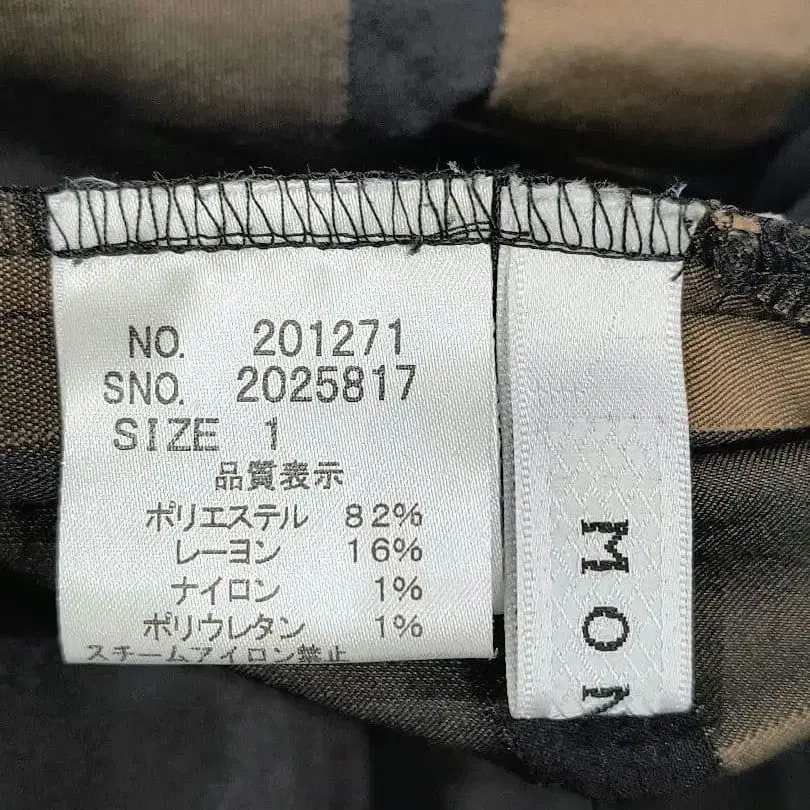 NO. 201271
SNO. 2025817
SIZE 1
品質表示
ポリエステル 82%
レーヨン 16%
ナイロン 1%
ポリウレタン 1%
スチームアイロン禁止
MON